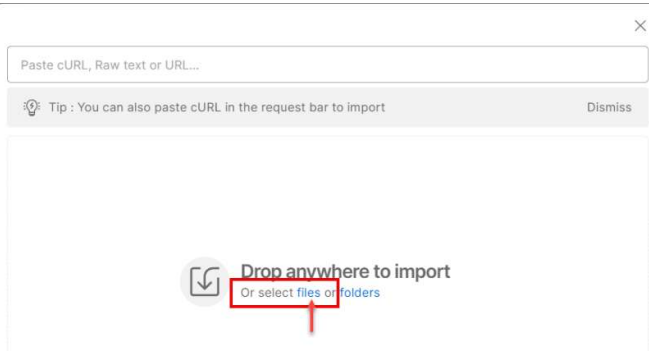 Paste cURL, Raw text or URL...
Tip : You can also paste cURL in the request bar to import Dismiss
Drop anywhere to import
Or select files or folders